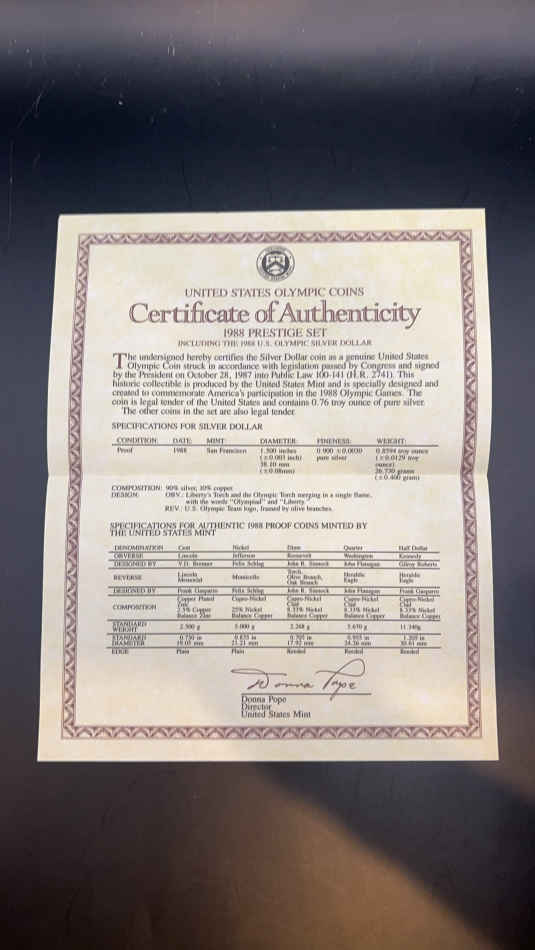 UNITED STATES OLYMPIC COINS
Certificate of Authenticity
1988 PRESTIGE SET
INCLUDING THE 1988 U.S. OLYMPIC SILVER DOLLAR
The undersigned hereby certifies the Silver Dollar coin as a genuine United States
Olympic Coin struck in accordance with legislation passed by Congress and signed
by the President on October 28, 1987 into Public Law 100-141 (H.R. 2741). This
historic collectible is produced by the United States Mint and is specially designed and
created to commemorate America's participation in the 1988 Olympic Games. The
coin is legal tender of the United States and contains 0.76 troy ounce of pure silver.
The other coins in the set are also legal tender.
SPECIFICATIONS FOR SILVER DOLLAR
CONDITION: DATE: MINT: DIAMETER: FINENESS: WEIGHT:
Proof 1988 San Francisco 1.500 inches 0.900 ±0.0030 0.8594 troy ounce
(±0.003 inch) pure silver (±0.0129 troy
38.10 mm ounce)
(±0.08mm) 26.730 grams
(±0.400 gram)
COMPOSITION: 90% silver, 10% copper
DESIGN: OBV.: Liberty's Torch and the Olympic Torch merging in a single flame,
with the words "Olympiad" and "Liberty."
REV.: U.S. Olympic Team logo, framed by olive branches.
SPECIFICATIONS FOR AUTHENTIC 1988 PROOF COINS MINTED BY
THE UNITED STATES MINT
DENOMINATION Cent Nickel Dime Quarter Half Dollar
OBVERSE Lincoln Jefferson Roosevelt Washington Kennedy
DESIGNED BY V.D. Brenner Felix Schlag John R. Sinnock John Flanagan Gilroy Roberts
REVERSE Lincoln Memorial Monticello Torch, Olive Branch, Oak Branch Heraldic Eagle Heraldic Eagle
DESIGNED BY Frank Gasparro Felix Schlag John R. Sinnock John Flanagan Frank Gasparro
COMPOSITION Copper Plated Zinc 2.5% Copper Balance Zinc Cupro-Nickel 25% Nickel Balance Copper Cupro-Nickel Clad 8.33% Nickel Balance Copper Cupro-Nickel Clad 8.33% Nickel Balance Copper Cupro-Nickel Clad 8.33% Nickel Balance Copper
STANDARD WEIGHT 2.500 g 5.000 g 2.268 g 5.670 g 11.340g
STANDARD DIAMETER 0.750 in 19.05 mm 0.835 in 21.21 mm 0.705 in 17.92 mm 0.955 in 24.26 mm 1.205 in 30.61 mm
EDGE Plain Plain Reeded Reeded Reeded
Donna Pope
Donna Pope
Director
United States Mint